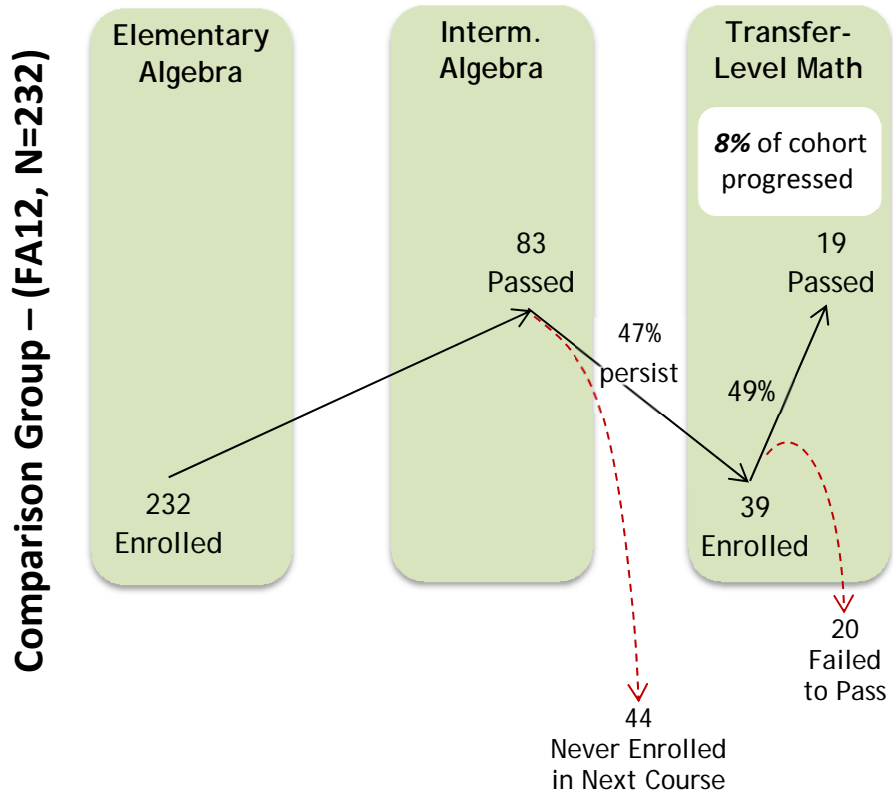 Comparison Group – (FA12, N=232)
Elementary
Algebra
Interm.
Algebra
Transfer-
Level Math
8% of cohort
progressed
83
Passed
19
Passed
47%
persist
49%
232
Enrolled
39
Enrolled
20
Failed
to Pass
44
Never Enrolled
in Next Course